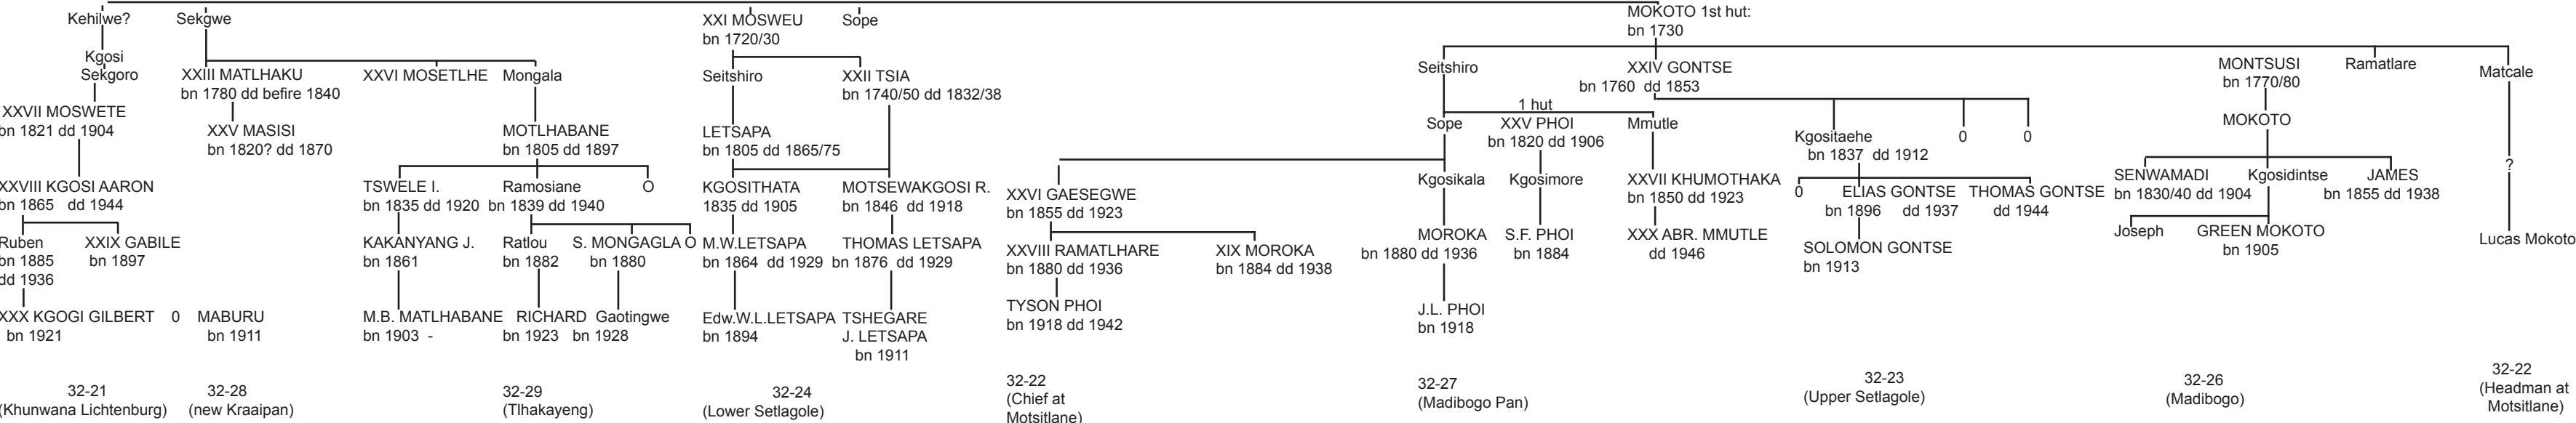 Kehilwe?
Sekgwe
XXI MOSWEU
bn 1720/30
Sope
MOKOTO 1st hut:
bn 1730
Kgosi
Sekgoro
XXIII MATLHAKU
bn 1780 dd befire 1840
XXVI MOSETLHE
Mongala
Seitshiro
XXII TSIA
bn 1740/50 dd 1832/38
Seitshiro
XXIV GONTSE
bn 1760 dd 1853
MONTSUSI
bn 1770/80
Ramatlare
Matcale
XXVII MOSWETE
bn 1821 dd 1904
XXV MASISI
bn 1820? dd 1870
MOTLHABANE
bn 1805 dd 1897
LETSAPA
bn 1805 dd 1865/75
1 hut
Sope
XXV PHOI
bn 1820 dd 1906
Mmutle
Kgositaehe
bn 1837 dd 1912
0
0
MOKOTO
?
XXVIII KGOSI AARON
bn 1865 dd 1944
TSWELE I.
bn 1835 dd 1920
Ramosiane
bn 1839 dd 1940
O
KGOSITHATA
1835 dd 1905
MOTSEWAKGOSI R.
bn 1846 dd 1918
XXVI GAESEGWE
bn 1855 dd 1923
Kgosikala
Kgosimore
XXVII KHUMOTHAKA
bn 1850 dd 1923
0
ELIAS GONTSE
bn 1896 dd 1937
THOMAS GONTSE
dd 1944
SENWAMADI
bn 1830/40 dd 1904
Kgosidintse
JAMES
bn 1855 dd 1938
Ruben
bn 1885
dd 1936
XXIX GABILE
bn 1897
KAKANYANG J.
bn 1861
Ratlou
bn 1882
S. MONGAGLA O
bn 1880
M.W.LETSAPA
bn 1864 dd 1929
THOMAS LETSAPA
bn 1876 dd 1929
XXVIII RAMATLHARE
bn 1880 dd 1936
XIX MOROKA
bn 1884 dd 1938
MOROKA
bn 1880 dd 1936
S.F. PHOI
bn 1884
XXX ABR. MMUTLE
dd 1946
SOLOMON GONTSE
bn 1913
Joseph
GREEN MOKOTO
bn 1905
Lucas Mokoto
XXX KGOGI GILBERT
bn 1921
0
MABURU
bn 1911
M.B. MATLHABANE
bn 1903 -
RICHARD
bn 1923
Gaotingwe
bn 1928
Edw.W.L.LETSAPA
bn 1894
TSHEGARE
J. LETSAPA
bn 1911
TYSON PHOI
bn 1918 dd 1942
J.L. PHOI
bn 1918
32-21
(Khunwana Lichtenburg)
32-28
(new Kraaipan)
32-29
(Tlhakayeng)
32-24
(Lower Setlagole)
32-22
(Chief at
Motsitlane)
32-27
(Madibogo Pan)
32-23
(Upper Setlagole)
32-26
(Madibogo)
32-22
(Headman at
Motsitlane)